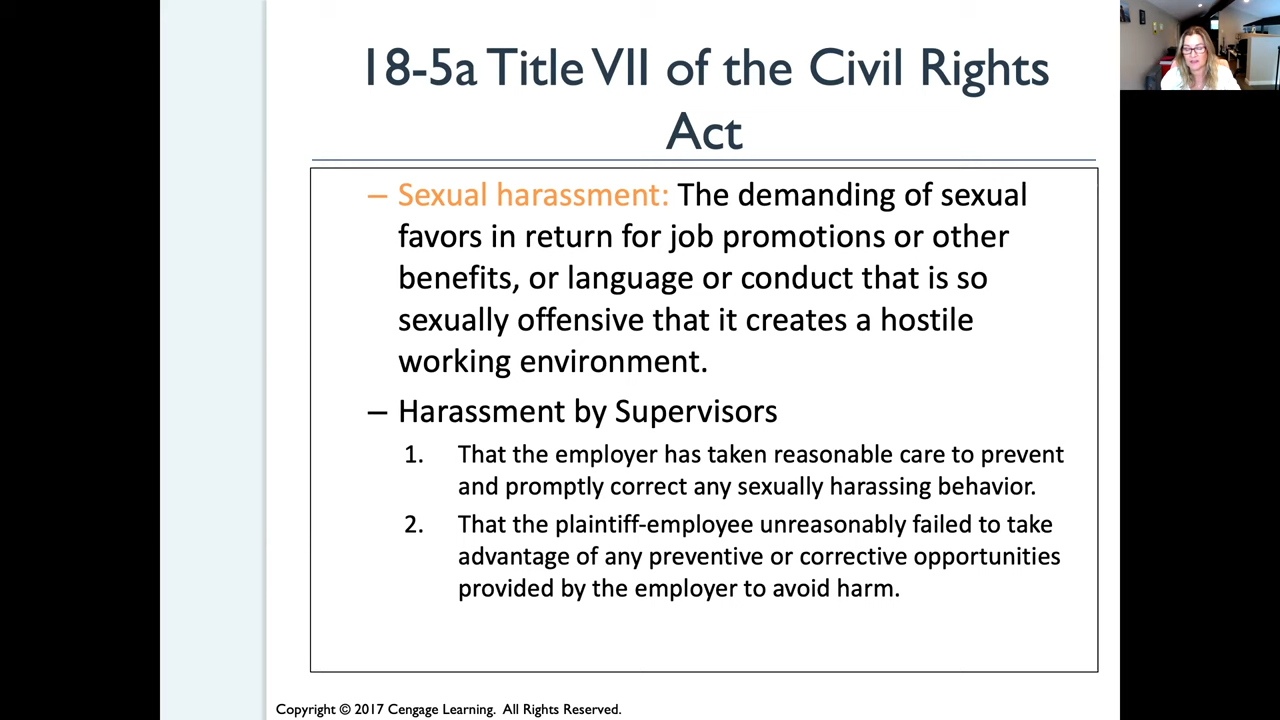 18-5a Title VII of the Civil Rights
Act
– Sexual harassment: The demanding of sexual
favors in return for job promotions or other
benefits, or language or conduct that is so
sexually offensive that it creates a hostile
working environment.
– Harassment by Supervisors
1. That the employer has taken reasonable care to prevent
and promptly correct any sexually harassing behavior.
2. That the plaintiff-employee unreasonably failed to take
advantage of any preventive or corrective opportunities
provided by the employer to avoid harm.
Copyright © 2017 Cengage Learning. All Rights Reserved.